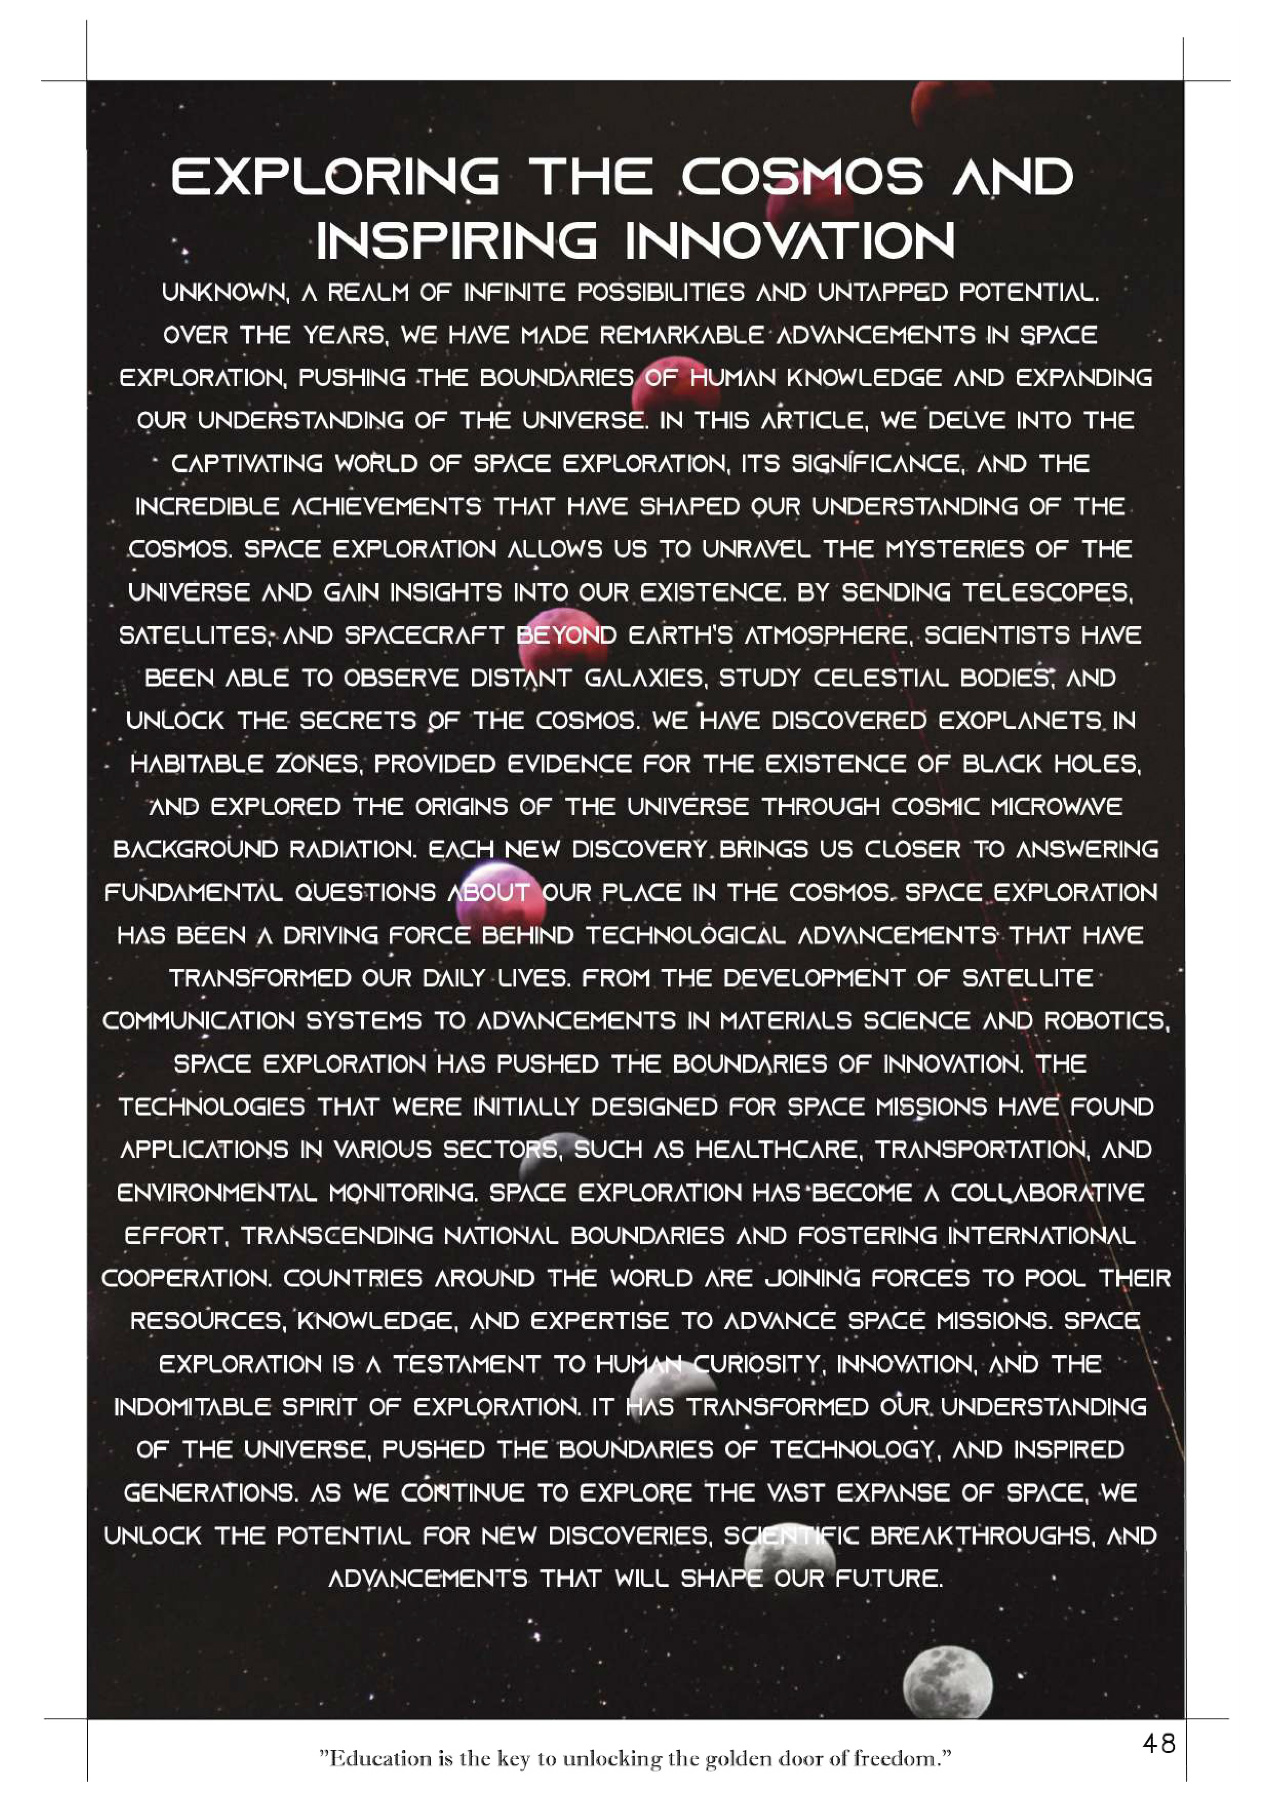 EXPLORING THE COSMOS AND
INSPIRING INNOVATION
UNKNOWN, A REALM OF INFINITE POSSIBILITIES AND UNTAPPED POTENTIAL.
OVER THE YEARS, WE HAVE MADE REMARKABLE ADVANCEMENTS IN SPACE
EXPLORATION, PUSHING THE BOUNDARIES OF HUMAN KNOWLEDGE AND EXPANDING
OUR UNDERSTANDING OF THE UNIVERSE. IN THIS ARTICLE, WE DELVE INTO THE
CAPTIVATING WORLD OF SPACE EXPLORATION, ITS SIGNIFICANCE, AND THE
INCREDIBLE ACHIEVEMENTS THAT HAVE SHAPED OUR UNDERSTANDING OF THE
COSMOS. SPACE EXPLORATION ALLOWS US TO UNRAVEL THE MYSTERIES OF THE
UNIVERSE AND GAIN INSIGHTS INTO OUR EXISTENCE. BY SENDING TELESCOPES,
SATELLITES, AND SPACECRAFT BEYOND EARTH'S ATMOSPHERE, SCIENTISTS HAVE
BEEN ABLE TO OBSERVE DISTANT GALAXIES, STUDY CELESTIAL BODIES, AND
UNLOCK THE SECRETS OF THE COSMOS. WE HAVE DISCOVERED EXOPLANETS IN
HABITABLE ZONES, PROVIDED EVIDENCE FOR THE EXISTENCE OF BLACK HOLES,
AND EXPLORED THE ORIGINS OF THE UNIVERSE THROUGH COSMIC MICROWAVE
BACKGROUND RADIATION. EACH NEW DISCOVERY BRINGS US CLOSER TO ANSWERING
FUNDAMENTAL QUESTIONS ABOUT OUR PLACE IN THE COSMOS. SPACE EXPLORATION
HAS BEEN A DRIVING FORCE BEHIND TECHNOLOGICAL ADVANCEMENTS THAT HAVE
TRANSFORMED OUR DAILY LIVES. FROM THE DEVELOPMENT OF SATELLITE
COMMUNICATION SYSTEMS TO ADVANCEMENTS IN MATERIALS SCIENCE AND ROBOTICS,
SPACE EXPLORATION HAS PUSHED THE BOUNDARIES OF INNOVATION. THE
TECHNOLOGIES THAT WERE INITIALLY DESIGNED FOR SPACE MISSIONS HAVE FOUND
APPLICATIONS IN VARIOUS SECTORS, SUCH AS HEALTHCARE, TRANSPORTATION, AND
ENVIRONMENTAL MONITORING. SPACE EXPLORATION HAS BECOME A COLLABORATIVE
EFFORT, TRANSCENDING NATIONAL BOUNDARIES AND FOSTERING INTERNATIONAL
COOPERATION. COUNTRIES AROUND THE WORLD ARE JOINING FORCES TO POOL THEIR
RESOURCES, KNOWLEDGE, AND EXPERTISE TO ADVANCE SPACE MISSIONS. SPACE
EXPLORATION IS A TESTAMENT TO HUMAN CURIOSITY, INNOVATION, AND THE
INDOMITABLE SPIRIT OF EXPLORATION. IT HAS TRANSFORMED OUR UNDERSTANDING
OF THE UNIVERSE, PUSHED THE BOUNDARIES OF TECHNOLOGY, AND INSPIRED
GENERATIONS. AS WE CONTINUE TO EXPLORE THE VAST EXPANSE OF SPACE, WE
UNLOCK THE POTENTIAL FOR NEW DISCOVERIES, SCIENTIFIC BREAKTHROUGHS, AND
ADVANCEMENTS THAT WILL SHAPE OUR FUTURE.
48
"Education is the key to unlocking the golden door of freedom."